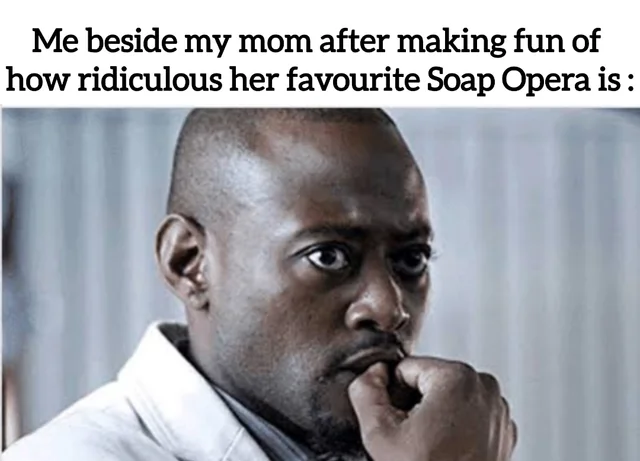 Me beside my mom after making fun of
how ridiculous her favourite Soap Opera is :